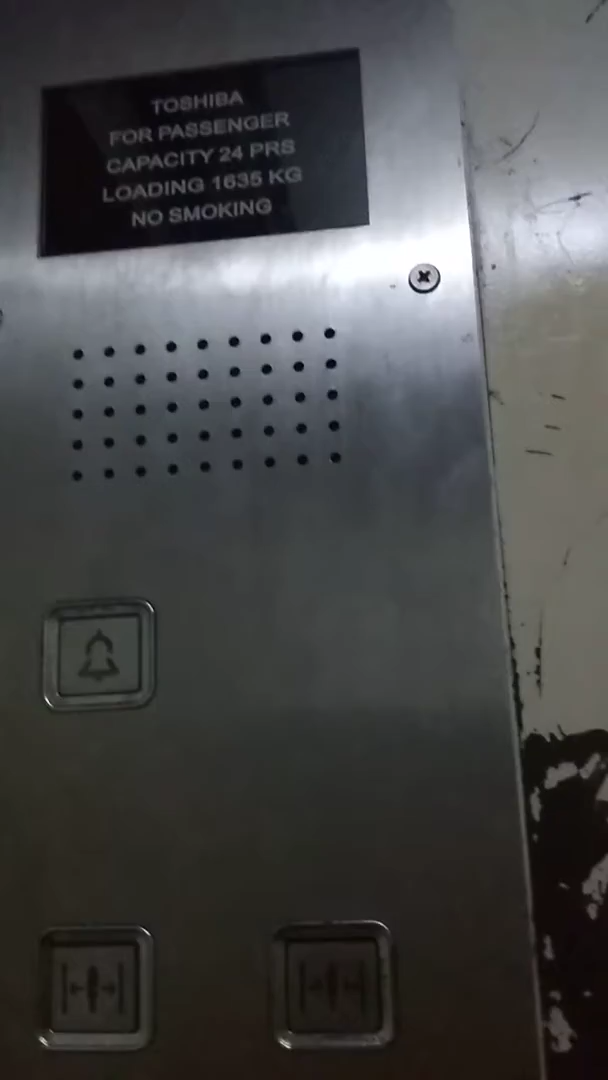 TOSHIBA
FOR PASSENGER
CAPACITY 24 PRS
LOADING 1635 KG
NO SMOKING